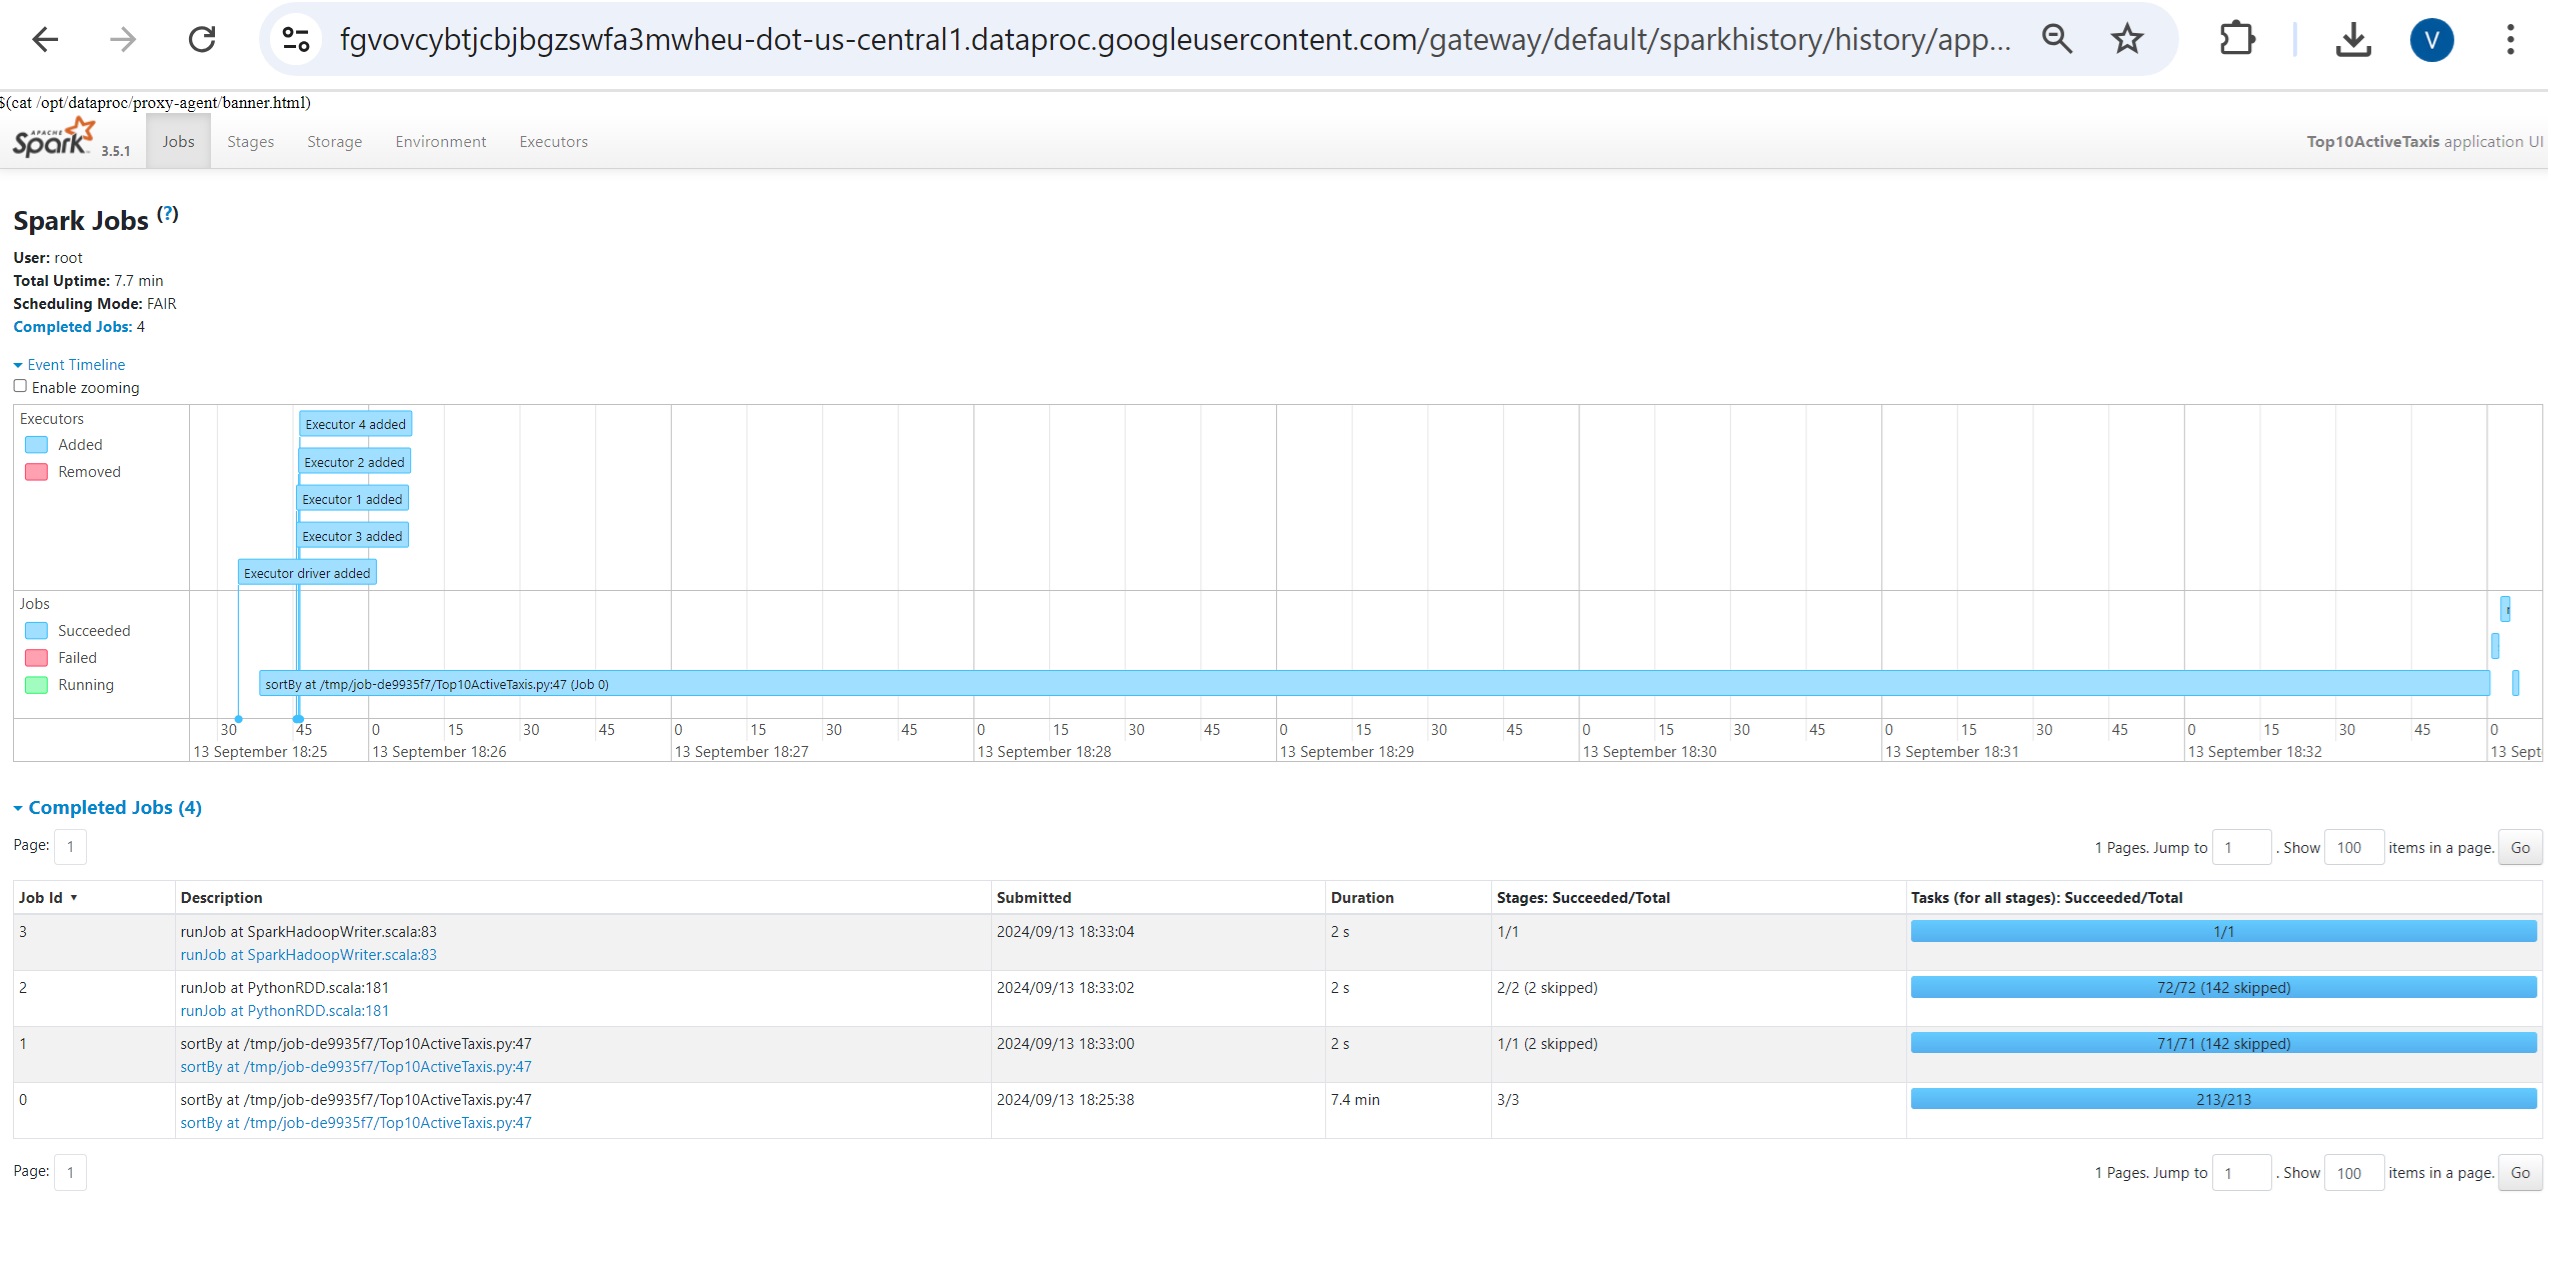 fgvovcybtjcbjbgzswfa3mwheu-dot-us-central1.dataproc.googleusercontent.com/gateway/default/sparkhistory/history/app...
V
$(cat /opt/dataproc/proxy-agent/banner.html)
APACHE Spark 3.5.1 Jobs Stages Storage Environment Executors Top10ActiveTaxis application UI
Spark Jobs (?)
User: root
Total Uptime: 7.7 min
Scheduling Mode: FAIR
Completed Jobs: 4
Event Timeline
Enable zooming
Executors
Added
Removed
Executor 4 added
Executor 2 added
Executor 1 added
Executor 3 added
Executor driver added
Jobs
Succeeded
Failed
Running
sortBy at /tmp/job-de9935f7/Top10ActiveTaxis.py:47 (Job 0)
30 45 0 15 30 45 0 15 30 45 0 15 30 45 0 15 30 45 0 15 30 45 0 15 30 45 0 15 30 45 0
13 September 18:25 13 September 18:26 13 September 18:27 13 September 18:28 13 September 18:29 13 September 18:30 13 September 18:31 13 September 18:32 13 Sept
Completed Jobs (4)
Page: 1 1 Pages. Jump to 1 . Show 100 items in a page. Go
Job Id Description Submitted Duration Stages: Succeeded/Total Tasks (for all stages): Succeeded/Total
3 runJob at SparkHadoopWriter.scala:83 2024/09/13 18:33:04 2 s 1/1 1/1
runJob at SparkHadoopWriter.scala:83
2 runJob at PythonRDD.scala:181 2024/09/13 18:33:02 2 s 2/2 (2 skipped) 72/72 (142 skipped)
runJob at PythonRDD.scala:181
1 sortBy at /tmp/job-de9935f7/Top10ActiveTaxis.py:47 2024/09/13 18:33:00 2 s 1/1 (2 skipped) 71/71 (142 skipped)
sortBy at /tmp/job-de9935f7/Top10ActiveTaxis.py:47
0 sortBy at /tmp/job-de9935f7/Top10ActiveTaxis.py:47 2024/09/13 18:25:38 7.4 min 3/3 213/213
sortBy at /tmp/job-de9935f7/Top10ActiveTaxis.py:47
Page: 1 1 Pages. Jump to 1 . Show 100 items in a page. Go